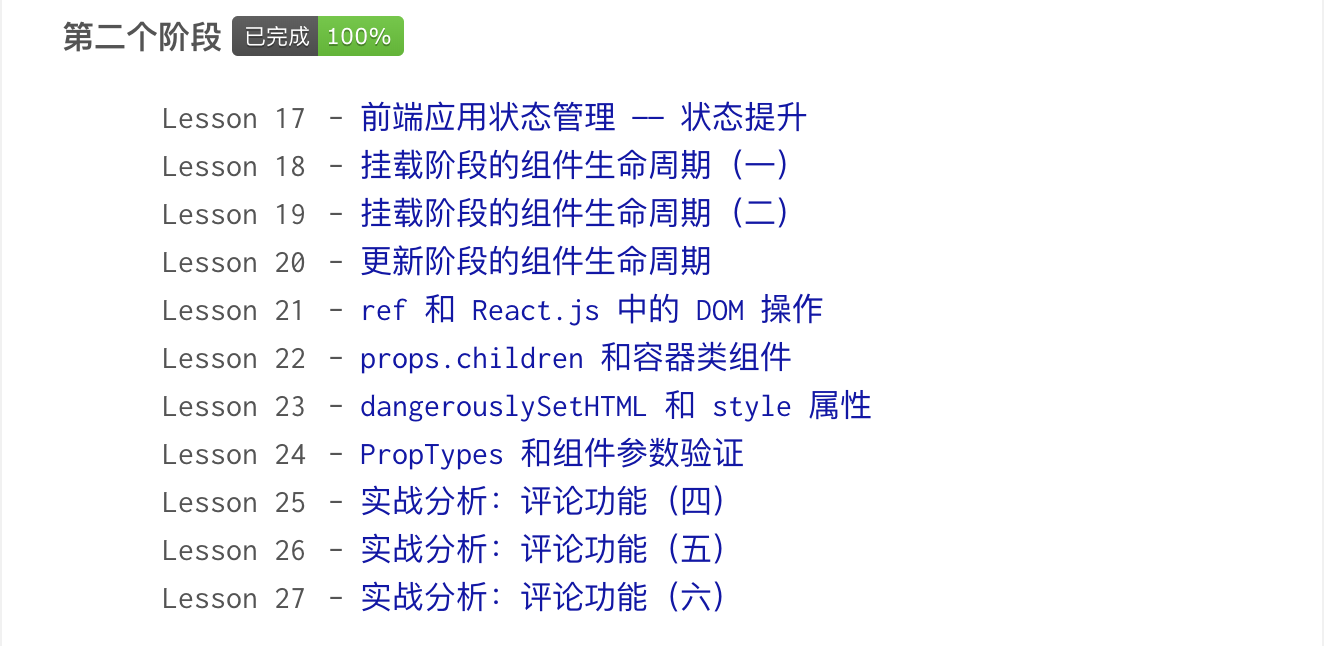 第二个阶段 已完成 100%
Lesson 17 - 前端应用状态管理 —— 状态提升
Lesson 18 - 挂载阶段的组件生命周期（一）
Lesson 19 - 挂载阶段的组件生命周期（二）
Lesson 20 - 更新阶段的组件生命周期
Lesson 21 - ref 和 React.js 中的 DOM 操作
Lesson 22 - props.children 和容器类组件
Lesson 23 - dangerouslySetHTML 和 style 属性
Lesson 24 - PropTypes 和组件参数验证
Lesson 25 - 实战分析：评论功能（四）
Lesson 26 - 实战分析：评论功能（五）
Lesson 27 - 实战分析：评论功能（六）